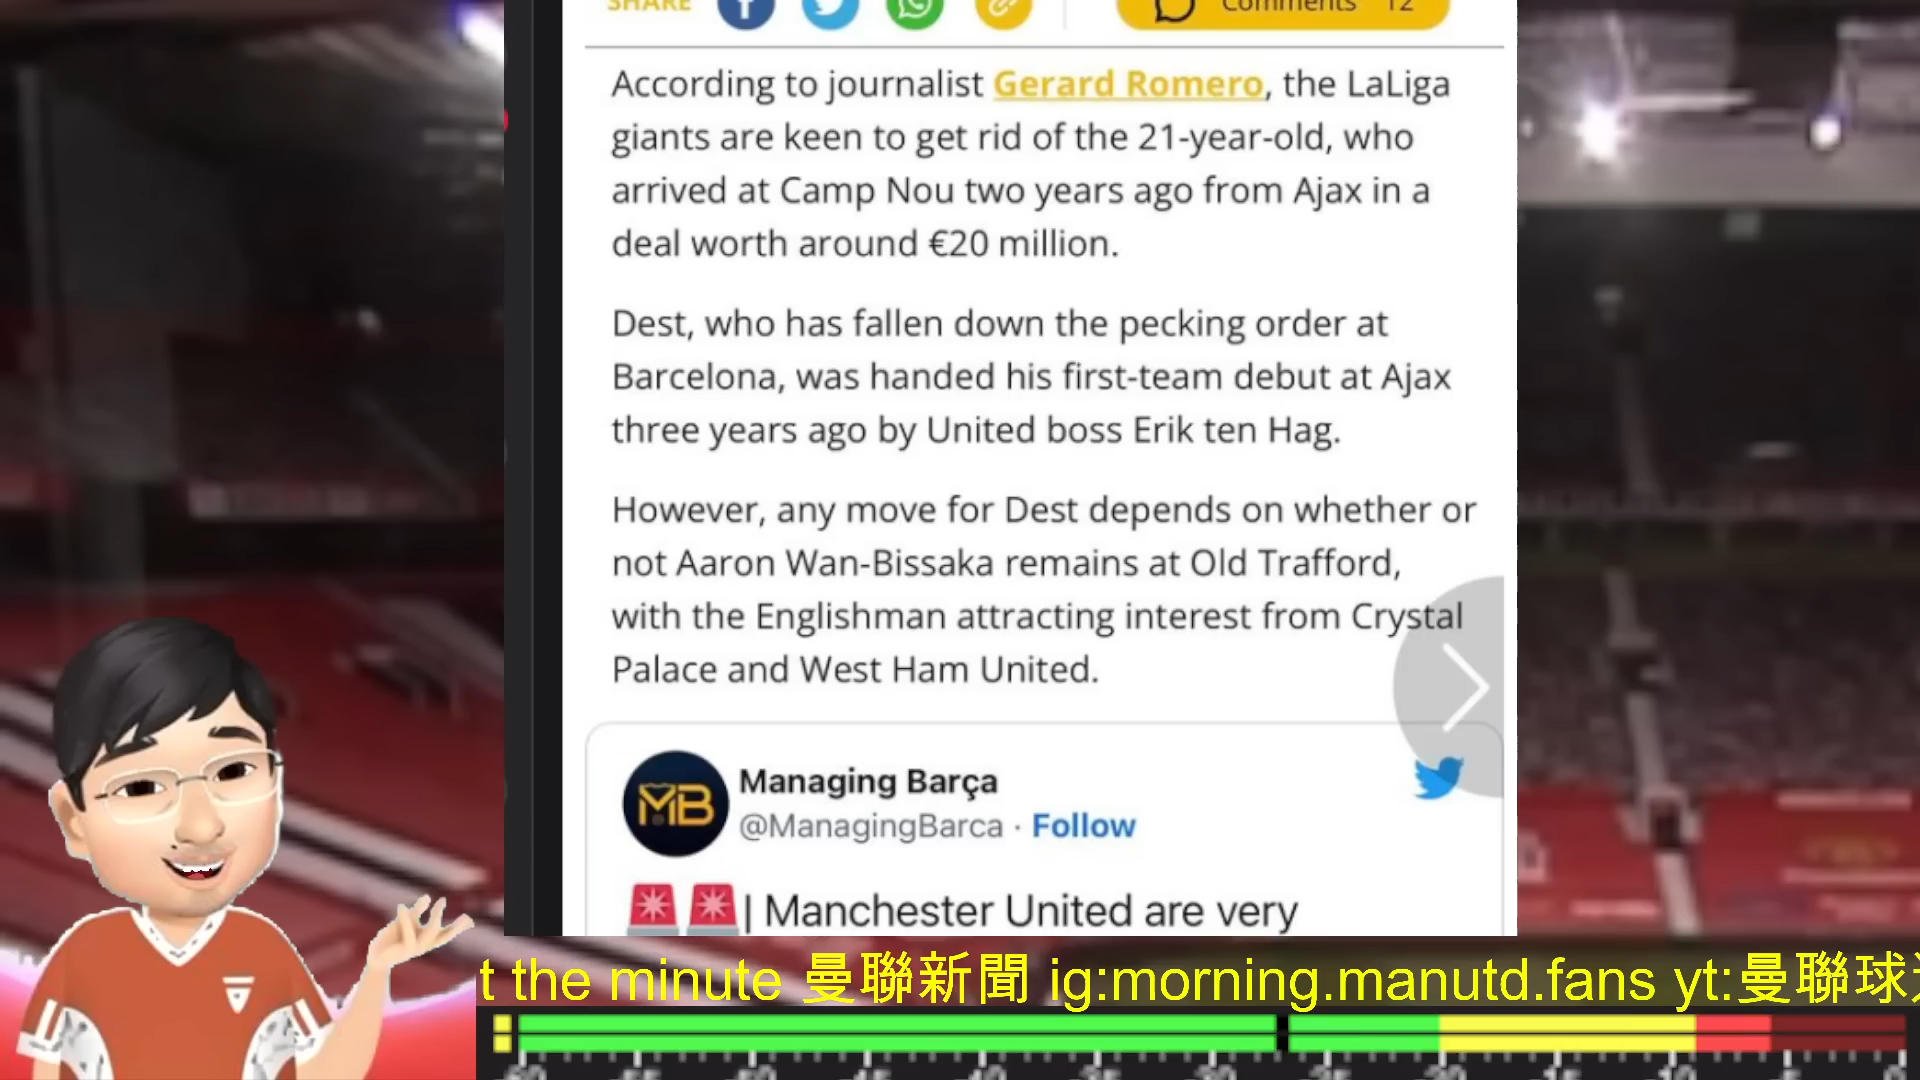 SHARE
Comments 12
According to journalist Gerard Romero, the LaLiga
giants are keen to get rid of the 21-year-old, who
arrived at Camp Nou two years ago from Ajax in a
deal worth around €20 million.
Dest, who has fallen down the pecking order at
Barcelona, was handed his first-team debut at Ajax
three years ago by United boss Erik ten Hag.
However, any move for Dest depends on whether or
not Aaron Wan-Bissaka remains at Old Trafford,
with the Englishman attracting interest from Crystal
Palace and West Ham United.
MB
Managing Barça
@ManagingBarca · Follow
🚨🚨| Manchester United are very
t the minute 曼聯新聞 ig:morning.manutd.fans yt:曼聯球